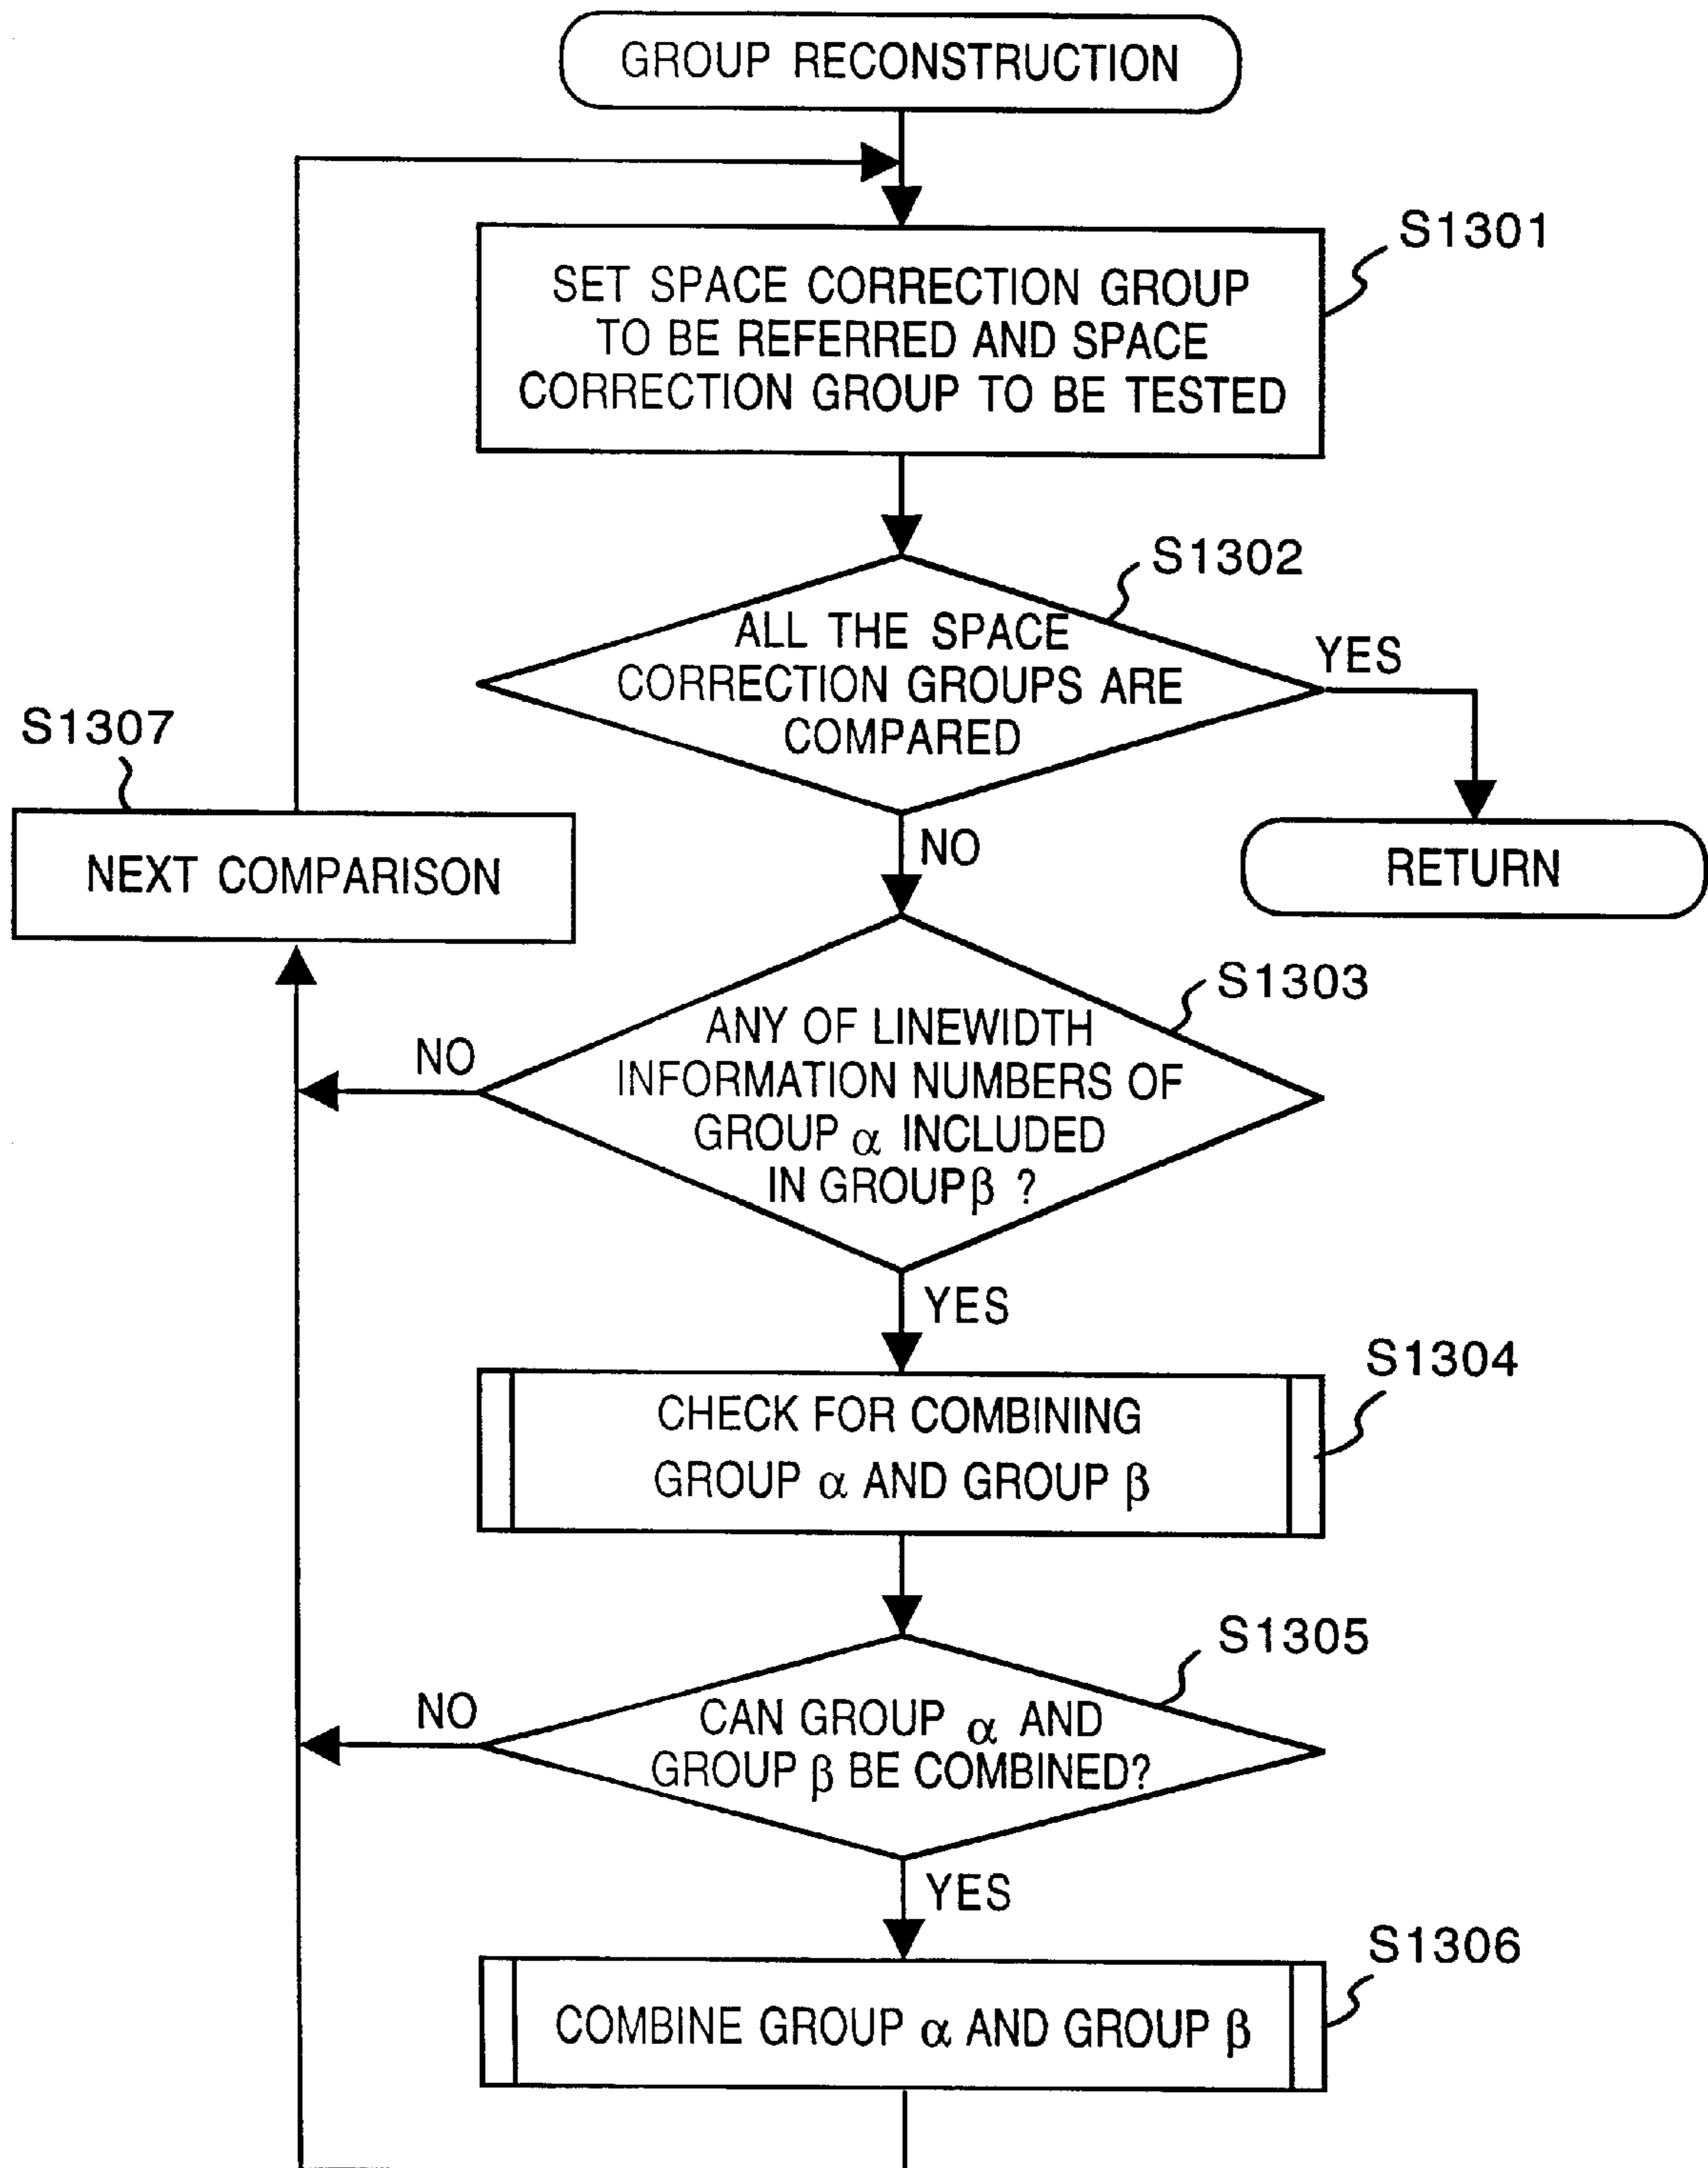 GROUP RECONSTRUCTION
S1301
SET SPACE CORRECTION GROUP
TO BE REFERRED AND SPACE
CORRECTION GROUP TO BE TESTED
S1302
ALL THE SPACE
CORRECTION GROUPS ARE
COMPARED
YES
S1307
NEXT COMPARISON
NO
RETURN
S1303
ANY OF LINEWIDTH
INFORMATION NUMBERS OF
GROUP α INCLUDED
IN GROUP β ?
NO
YES
S1304
CHECK FOR COMBINING
GROUP α AND GROUP β
S1305
NO
CAN GROUP α AND
GROUP β BE COMBINED?
YES
S1306
COMBINE GROUP α AND GROUP β